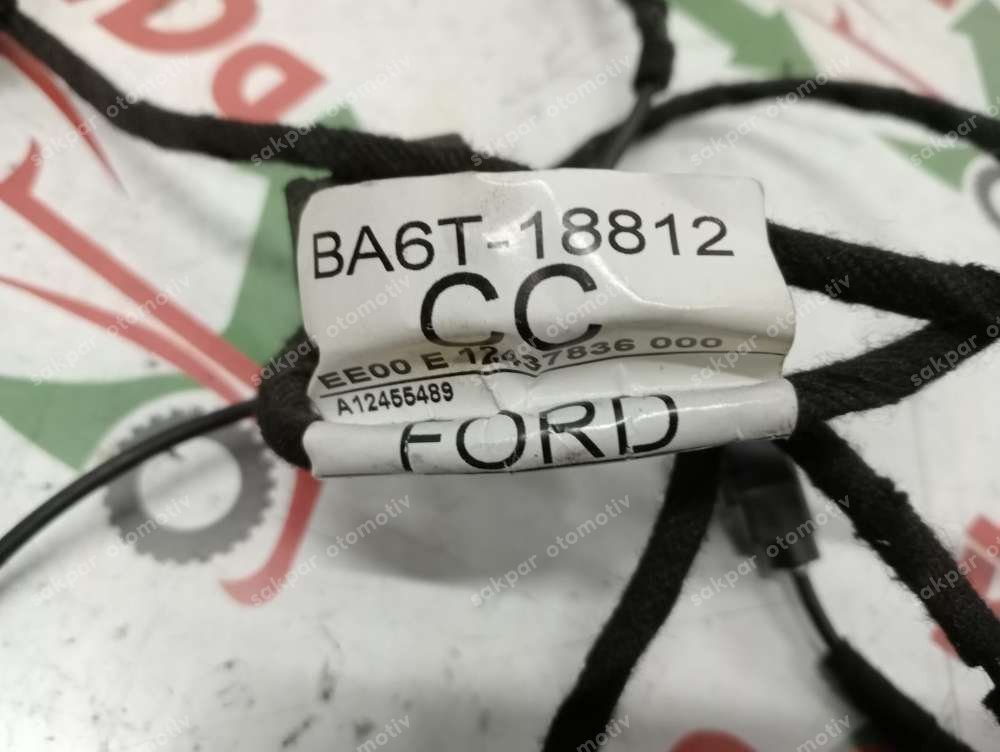 BA6T-18812
CC
EE00 E 12437836 000
A12455489
FORD
sakpar otomotiv